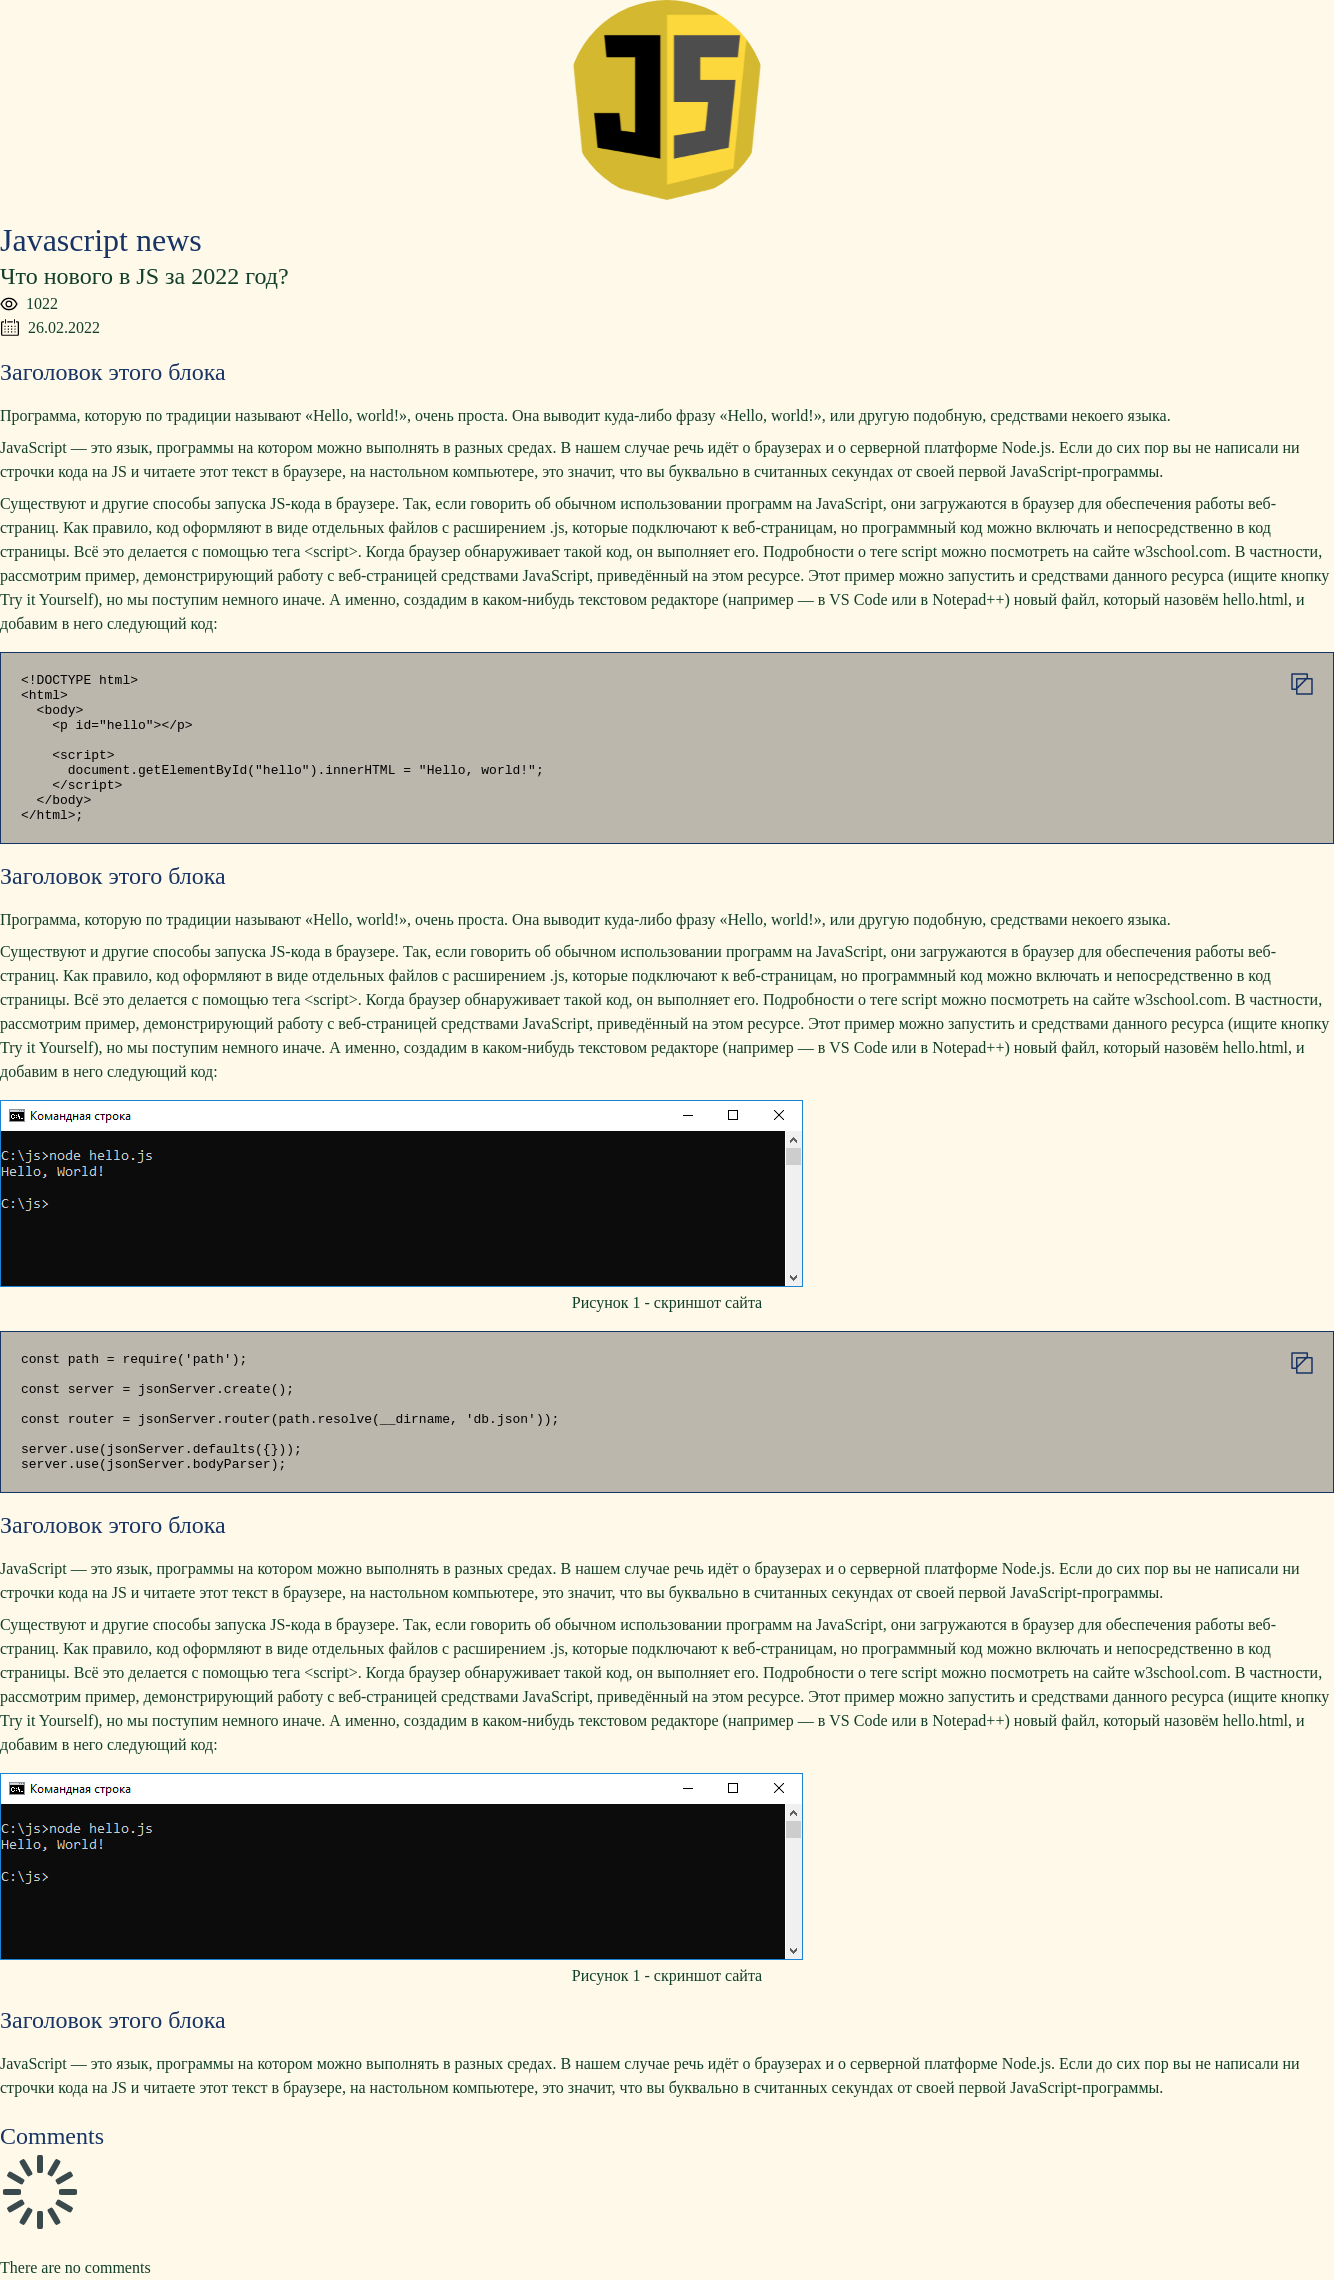 JS
Javascript news
Что нового в JS за 2022 год?
1022
26.02.2022
Заголовок этого блока
Программа, которую по традиции называют «Hello, world!», очень проста. Она выводит куда-либо фразу «Hello, world!», или другую подобную, средствами некоего языка.
JavaScript — это язык, программы на котором можно выполнять в разных средах. В нашем случае речь идёт о браузерах и о серверной платформе Node.js. Если до сих пор вы не написали ни
строчки кода на JS и читаете этот текст в браузере, на настольном компьютере, это значит, что вы буквально в считанных секундах от своей первой JavaScript-программы.
Существуют и другие способы запуска JS-кода в браузере. Так, если говорить об обычном использовании программ на JavaScript, они загружаются в браузер для обеспечения работы веб-
страниц. Как правило, код оформляют в виде отдельных файлов с расширением .js, которые подключают к веб-страницам, но программный код можно включать и непосредственно в код
страницы. Всё это делается с помощью тега <script>. Когда браузер обнаруживает такой код, он выполняет его. Подробности о теге script можно посмотреть на сайте w3school.com. В частности,
рассмотрим пример, демонстрирующий работу с веб-страницей средствами JavaScript, приведённый на этом ресурсе. Этот пример можно запустить и средствами данного ресурса (ищите кнопку
Try it Yourself), но мы поступим немного иначе. А именно, создадим в каком-нибудь текстовом редакторе (например — в VS Code или в Notepad++) новый файл, который назовём hello.html, и
добавим в него следующий код:
<!DOCTYPE html>
<html>
  <body>
    <p id="hello"></p>
    <script>
      document.getElementById("hello").innerHTML = "Hello, world!";
    </script>
  </body>
</html>;
Заголовок этого блока
Программа, которую по традиции называют «Hello, world!», очень проста. Она выводит куда-либо фразу «Hello, world!», или другую подобную, средствами некоего языка.
Существуют и другие способы запуска JS-кода в браузере. Так, если говорить об обычном использовании программ на JavaScript, они загружаются в браузер для обеспечения работы веб-
страниц. Как правило, код оформляют в виде отдельных файлов с расширением .js, которые подключают к веб-страницам, но программный код можно включать и непосредственно в код
страницы. Всё это делается с помощью тега <script>. Когда браузер обнаруживает такой код, он выполняет его. Подробности о теге script можно посмотреть на сайте w3school.com. В частности,
рассмотрим пример, демонстрирующий работу с веб-страницей средствами JavaScript, приведённый на этом ресурсе. Этот пример можно запустить и средствами данного ресурса (ищите кнопку
Try it Yourself), но мы поступим немного иначе. А именно, создадим в каком-нибудь текстовом редакторе (например — в VS Code или в Notepad++) новый файл, который назовём hello.html, и
добавим в него следующий код:
Командная строка
C:\js>node hello.js
Hello, World!
C:\js>
Рисунок 1 - скриншот сайта
const path = require('path');
const server = jsonServer.create();
const router = jsonServer.router(path.resolve(__dirname, 'db.json'));
server.use(jsonServer.defaults({}));
server.use(jsonServer.bodyParser);
Заголовок этого блока
JavaScript — это язык, программы на котором можно выполнять в разных средах. В нашем случае речь идёт о браузерах и о серверной платформе Node.js. Если до сих пор вы не написали ни
строчки кода на JS и читаете этот текст в браузере, на настольном компьютере, это значит, что вы буквально в считанных секундах от своей первой JavaScript-программы.
Существуют и другие способы запуска JS-кода в браузере. Так, если говорить об обычном использовании программ на JavaScript, они загружаются в браузер для обеспечения работы веб-
страниц. Как правило, код оформляют в виде отдельных файлов с расширением .js, которые подключают к веб-страницам, но программный код можно включать и непосредственно в код
страницы. Всё это делается с помощью тега <script>. Когда браузер обнаруживает такой код, он выполняет его. Подробности о теге script можно посмотреть на сайте w3school.com. В частности,
рассмотрим пример, демонстрирующий работу с веб-страницей средствами JavaScript, приведённый на этом ресурсе. Этот пример можно запустить и средствами данного ресурса (ищите кнопку
Try it Yourself), но мы поступим немного иначе. А именно, создадим в каком-нибудь текстовом редакторе (например — в VS Code или в Notepad++) новый файл, который назовём hello.html, и
добавим в него следующий код:
Командная строка
C:\js>node hello.js
Hello, World!
C:\js>
Рисунок 1 - скриншот сайта
Заголовок этого блока
JavaScript — это язык, программы на котором можно выполнять в разных средах. В нашем случае речь идёт о браузерах и о серверной платформе Node.js. Если до сих пор вы не написали ни
строчки кода на JS и читаете этот текст в браузере, на настольном компьютере, это значит, что вы буквально в считанных секундах от своей первой JavaScript-программы.
Comments
There are no comments